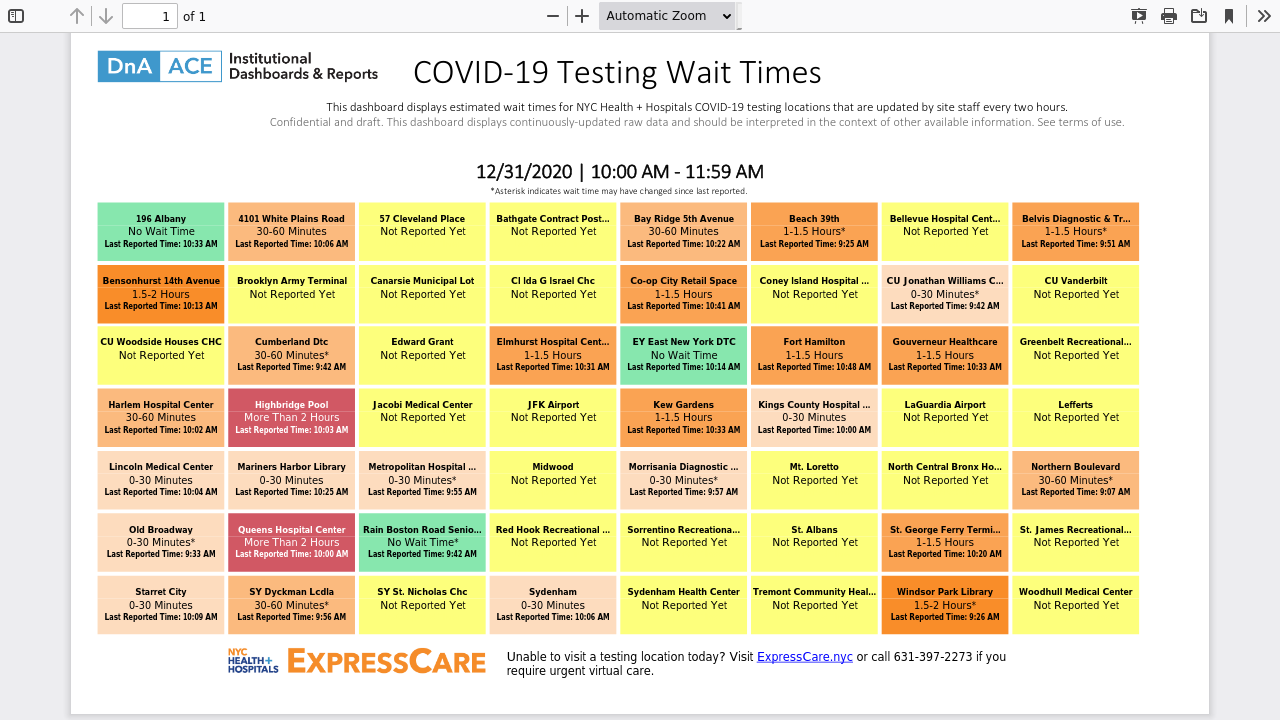 1 of 1 Automatic Zoom
DnA ACE Institutional Dashboards & Reports
COVID-19 Testing Wait Times
This dashboard displays estimated wait times for NYC Health + Hospitals COVID-19 testing locations that are updated by site staff every two hours.
Confidential and draft. This dashboard displays continuously-updated raw data and should be interpreted in the context of other available information. See terms of use.
12/31/2020 | 10:00 AM - 11:59 AM
*Asterisk indicates wait time may have changed since last reported.
196 Albany
No Wait Time
Last Reported Time: 10:33 AM
4101 White Plains Road
30-60 Minutes
Last Reported Time: 10:06 AM
57 Cleveland Place
Not Reported Yet
Bathgate Contract Post...
Not Reported Yet
Bay Ridge 5th Avenue
30-60 Minutes
Last Reported Time: 10:22 AM
Beach 39th
1-1.5 Hours*
Last Reported Time: 9:25 AM
Bellevue Hospital Cent...
Not Reported Yet
Belvis Diagnostic & Tr...
1-1.5 Hours*
Last Reported Time: 9:51 AM
Bensonhurst 14th Avenue
1.5-2 Hours
Last Reported Time: 10:13 AM
Brooklyn Army Terminal
Not Reported Yet
Canarsie Municipal Lot
Not Reported Yet
Cl Ida G Israel Chc
Not Reported Yet
Co-op City Retail Space
1-1.5 Hours
Last Reported Time: 10:41 AM
Coney Island Hospital ...
Not Reported Yet
CU Jonathan Williams C...
0-30 Minutes*
Last Reported Time: 9:42 AM
CU Vanderbilt
Not Reported Yet
CU Woodside Houses CHC
Not Reported Yet
Cumberland Dtc
30-60 Minutes*
Last Reported Time: 9:42 AM
Edward Grant
Not Reported Yet
Elmhurst Hospital Cent...
1-1.5 Hours
Last Reported Time: 10:31 AM
EY East New York DTC
No Wait Time
Last Reported Time: 10:14 AM
Fort Hamilton
1-1.5 Hours
Last Reported Time: 10:48 AM
Gouverneur Healthcare
1-1.5 Hours
Last Reported Time: 10:33 AM
Greenbelt Recreational...
Not Reported Yet
Harlem Hospital Center
30-60 Minutes
Last Reported Time: 10:02 AM
Highbridge Pool
More Than 2 Hours
Last Reported Time: 10:03 AM
Jacobi Medical Center
Not Reported Yet
JFK Airport
Not Reported Yet
Kew Gardens
1-1.5 Hours
Last Reported Time: 10:33 AM
Kings County Hospital ...
0-30 Minutes
Last Reported Time: 10:00 AM
LaGuardia Airport
Not Reported Yet
Lefferts
Not Reported Yet
Lincoln Medical Center
0-30 Minutes
Last Reported Time: 10:04 AM
Mariners Harbor Library
0-30 Minutes
Last Reported Time: 10:25 AM
Metropolitan Hospital ...
0-30 Minutes*
Last Reported Time: 9:55 AM
Midwood
Not Reported Yet
Morrisania Diagnostic ...
0-30 Minutes*
Last Reported Time: 9:57 AM
Mt. Loretto
Not Reported Yet
North Central Bronx Ho...
Not Reported Yet
Northern Boulevard
30-60 Minutes*
Last Reported Time: 9:07 AM
Old Broadway
0-30 Minutes*
Last Reported Time: 9:33 AM
Queens Hospital Center
More Than 2 Hours
Last Reported Time: 10:00 AM
Rain Boston Road Senio...
No Wait Time*
Last Reported Time: 9:42 AM
Red Hook Recreational ...
Not Reported Yet
Sorrentino Recreationa...
Not Reported Yet
St. Albans
Not Reported Yet
St. George Ferry Termi...
1-1.5 Hours
Last Reported Time: 10:20 AM
St. James Recreational...
Not Reported Yet
Starret City
0-30 Minutes
Last Reported Time: 10:09 AM
SY Dyckman Lcdla
30-60 Minutes*
Last Reported Time: 9:56 AM
SY St. Nicholas Chc
Not Reported Yet
Sydenham
0-30 Minutes
Last Reported Time: 10:06 AM
Sydenham Health Center
Not Reported Yet
Tremont Community Heal...
Not Reported Yet
Windsor Park Library
1.5-2 Hours*
Last Reported Time: 9:26 AM
Woodhull Medical Center
Not Reported Yet
NYC
HEALTH+
HOSPITALS
EXPRESSCARE
Unable to visit a testing location today? Visit ExpressCare.nyc or call 631-397-2273 if you
require urgent virtual care.